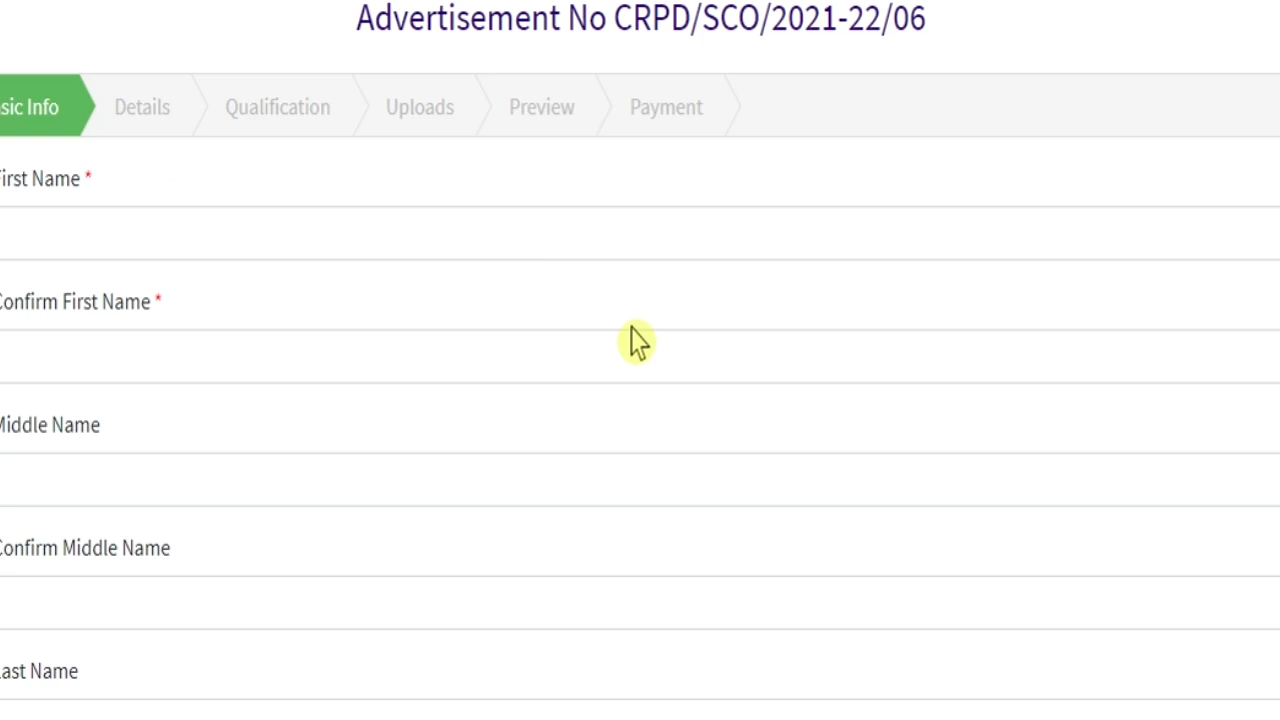 Advertisement No CRPD/SCO/2021-22/06
sic Info Details Qualification Uploads Preview Payment
irst Name *
Confirm First Name *
Middle Name
Confirm Middle Name
ast Name